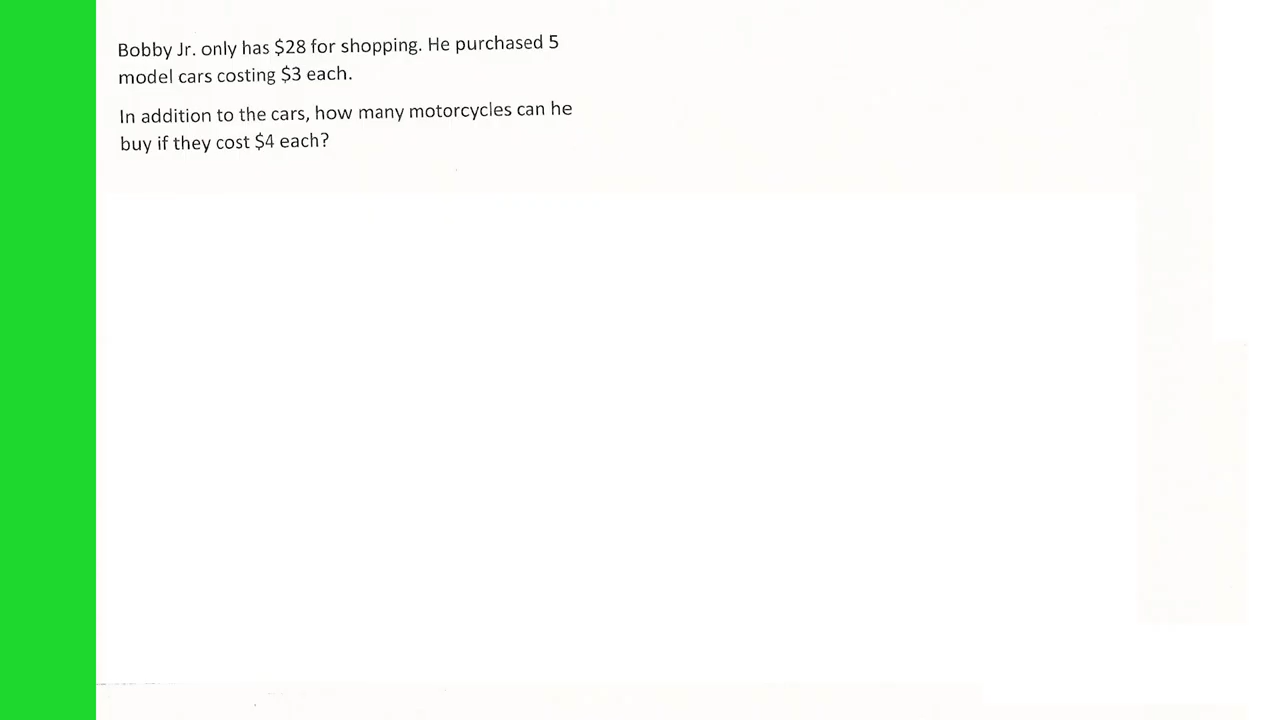 Bobby Jr. only has $28 for shopping. He purchased 5
model cars costing $3 each.
In addition to the cars, how many motorcycles can he
buy if they cost $4 each?